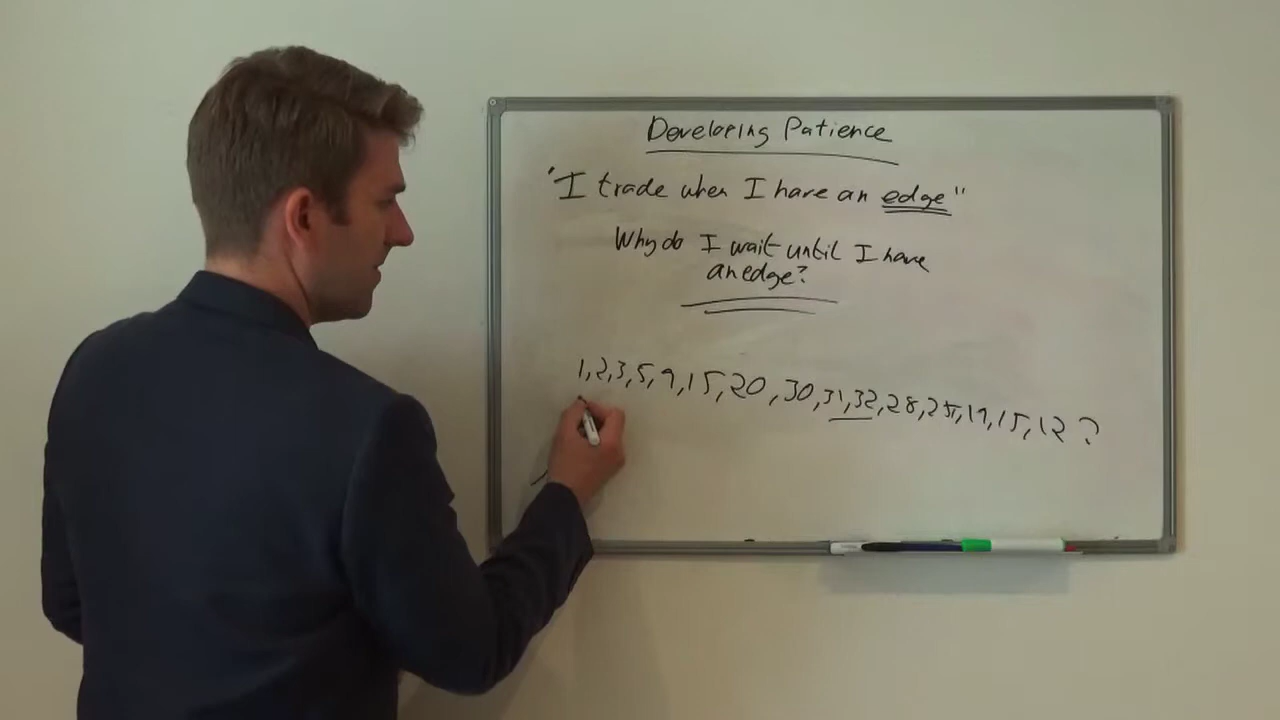 Developing Patience
"I trade when I have an edge"
Why do I wait until I have
an edge?
1, 2, 3, 5, 9, 15, 20, 30, 31, 32, 28, 25, 19, 15, 12 ?